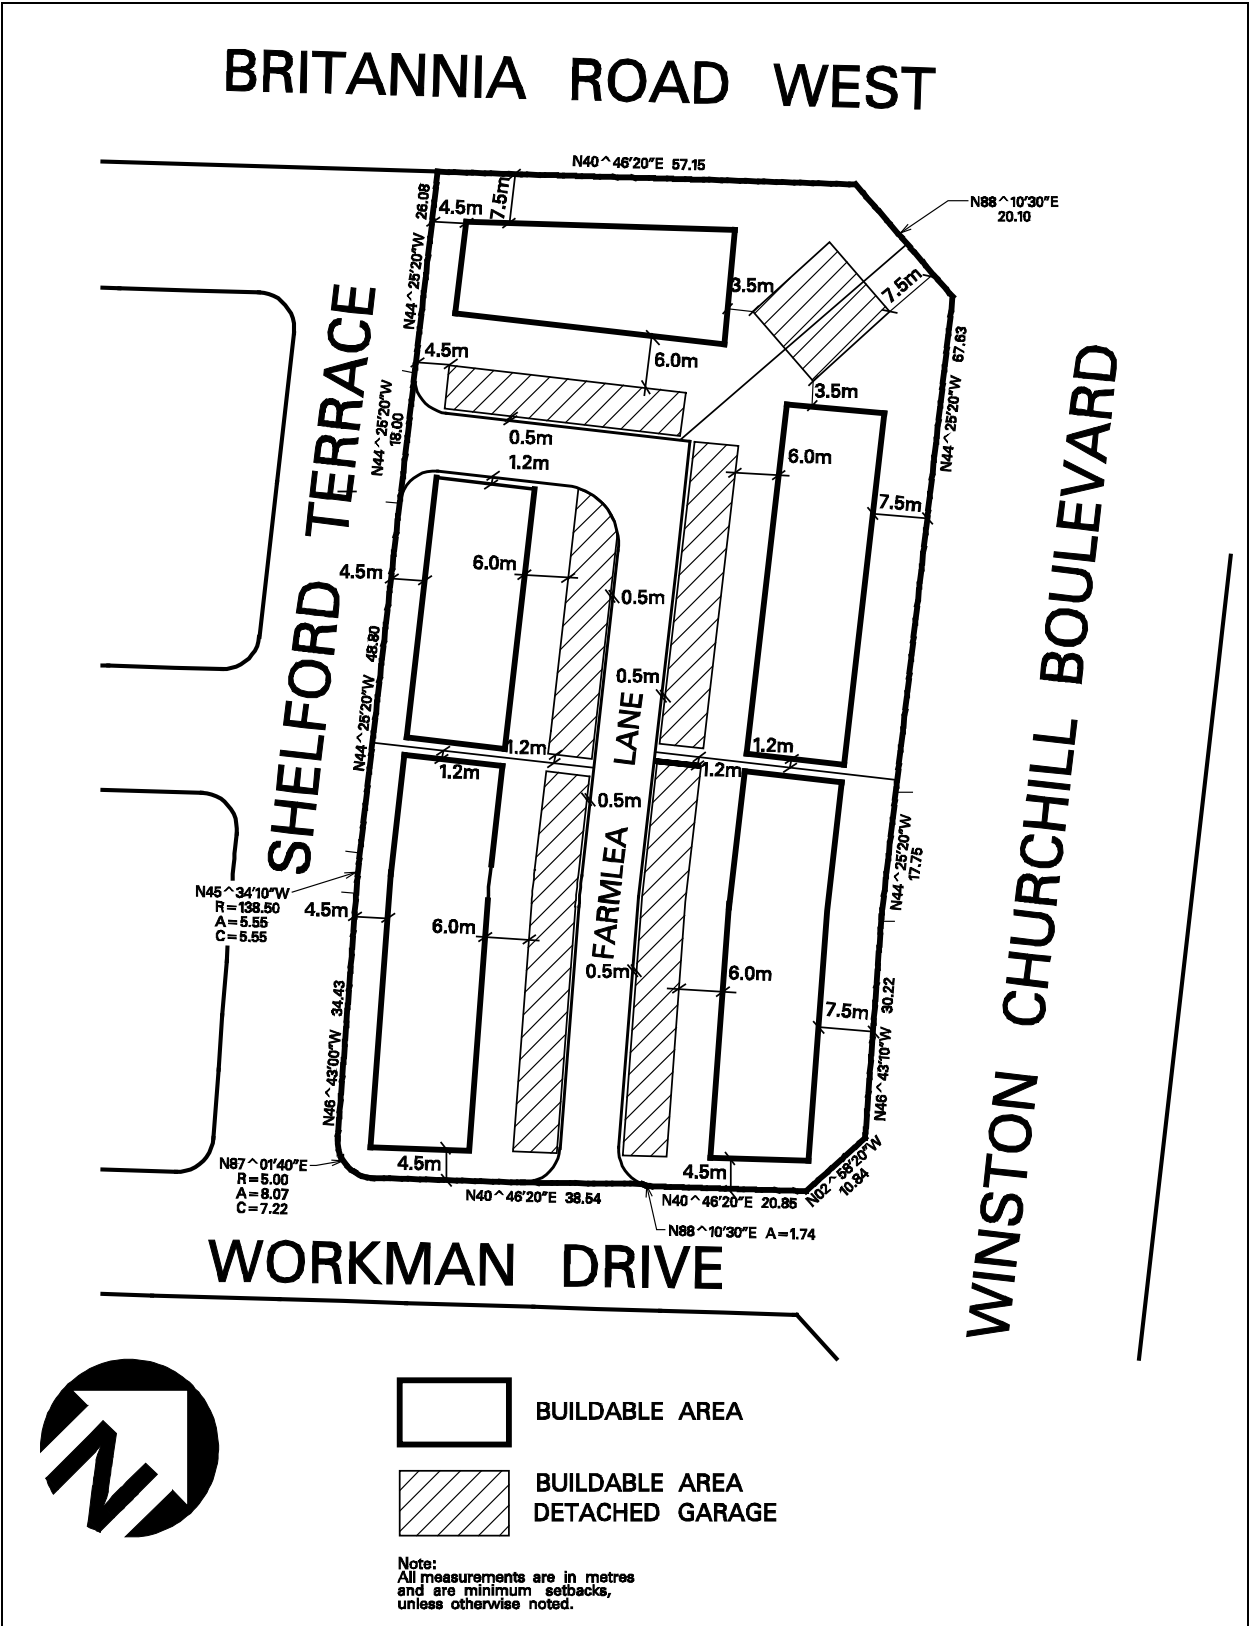 BRITANNIA ROAD WEST
N40^46'20"E 57.15
N88^10'30"E
20.10
N44^25'20"W 26.08
4.5m
7.5m
3.5m
7.5m
4.5m
6.0m
3.5m
N44^25'20"W 67.63
N44^25'20"W
18.00
0.5m
1.2m
6.0m
7.5m
SHELFORD TERRACE
WINSTON CHURCHILL BOULEVARD
4.5m
6.0m
0.5m
0.5m
N44^25'20"W 48.80
FARMLEA LANE
1.2m
1.2m
1.2m
1.2m
0.5m
N44^25'20"W
17.75
N45^34'10"W
R=138.50
A=5.55
C=5.55
4.5m
6.0m
0.5m
6.0m
7.5m
N46^43'00"W 34.43
N46^43'10"W 30.22
N87^01'40"E
R=5.00
A=8.07
C=7.22
4.5m
4.5m
N02^58'20"W
10.84
N40^46'20"E 38.54
N40^46'20"E 20.85
N88^10'30"E A=1.74
WORKMAN DRIVE
N
BUILDABLE AREA
BUILDABLE AREA
DETACHED GARAGE
Note:
All measurements are in metres
and are minimum setbacks,
unless otherwise noted.